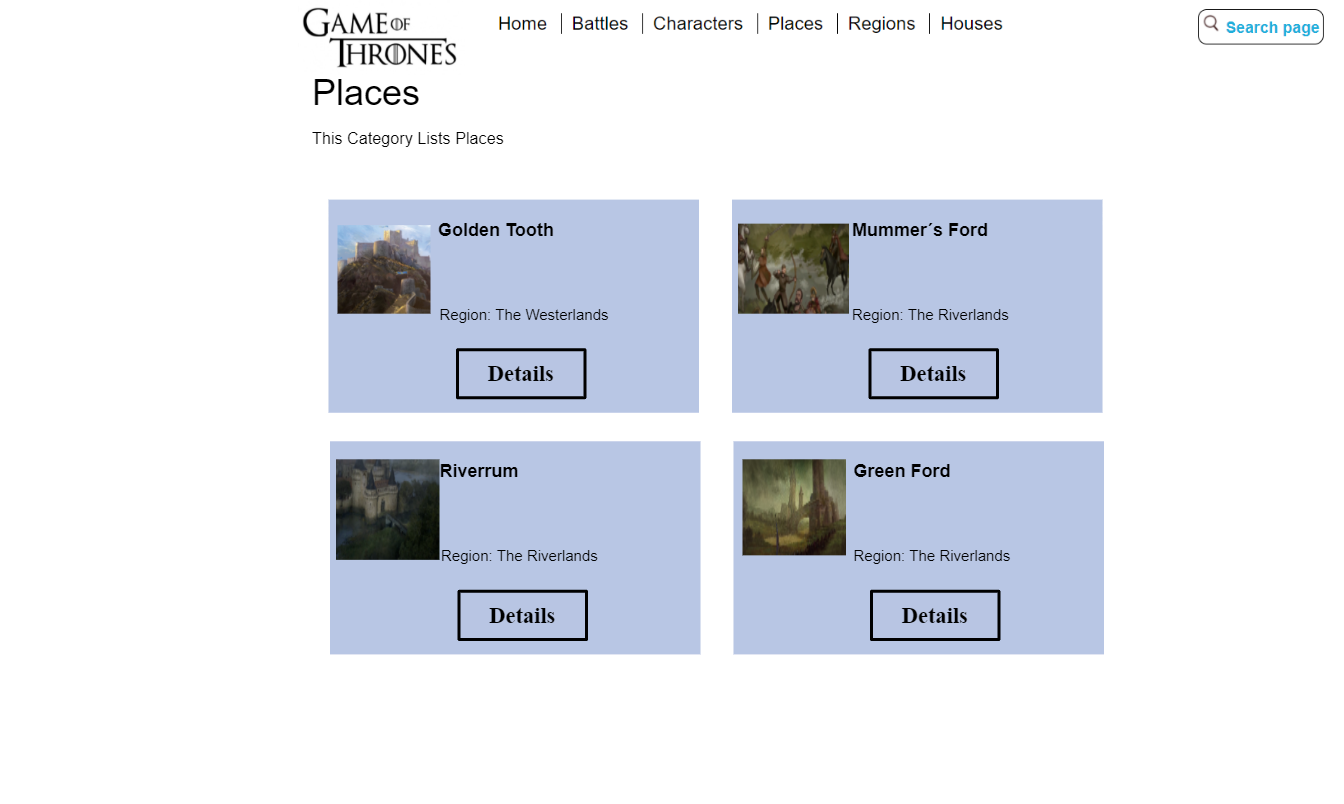 GAME OF
THRONES
Home Battles Characters Places Regions Houses
Search page
Places
This Category Lists Places
Golden Tooth
Region: The Westerlands
Details
Mummer´s Ford
Region: The Riverlands
Details
Riverrum
Region: The Riverlands
Details
Green Ford
Region: The Riverlands
Details